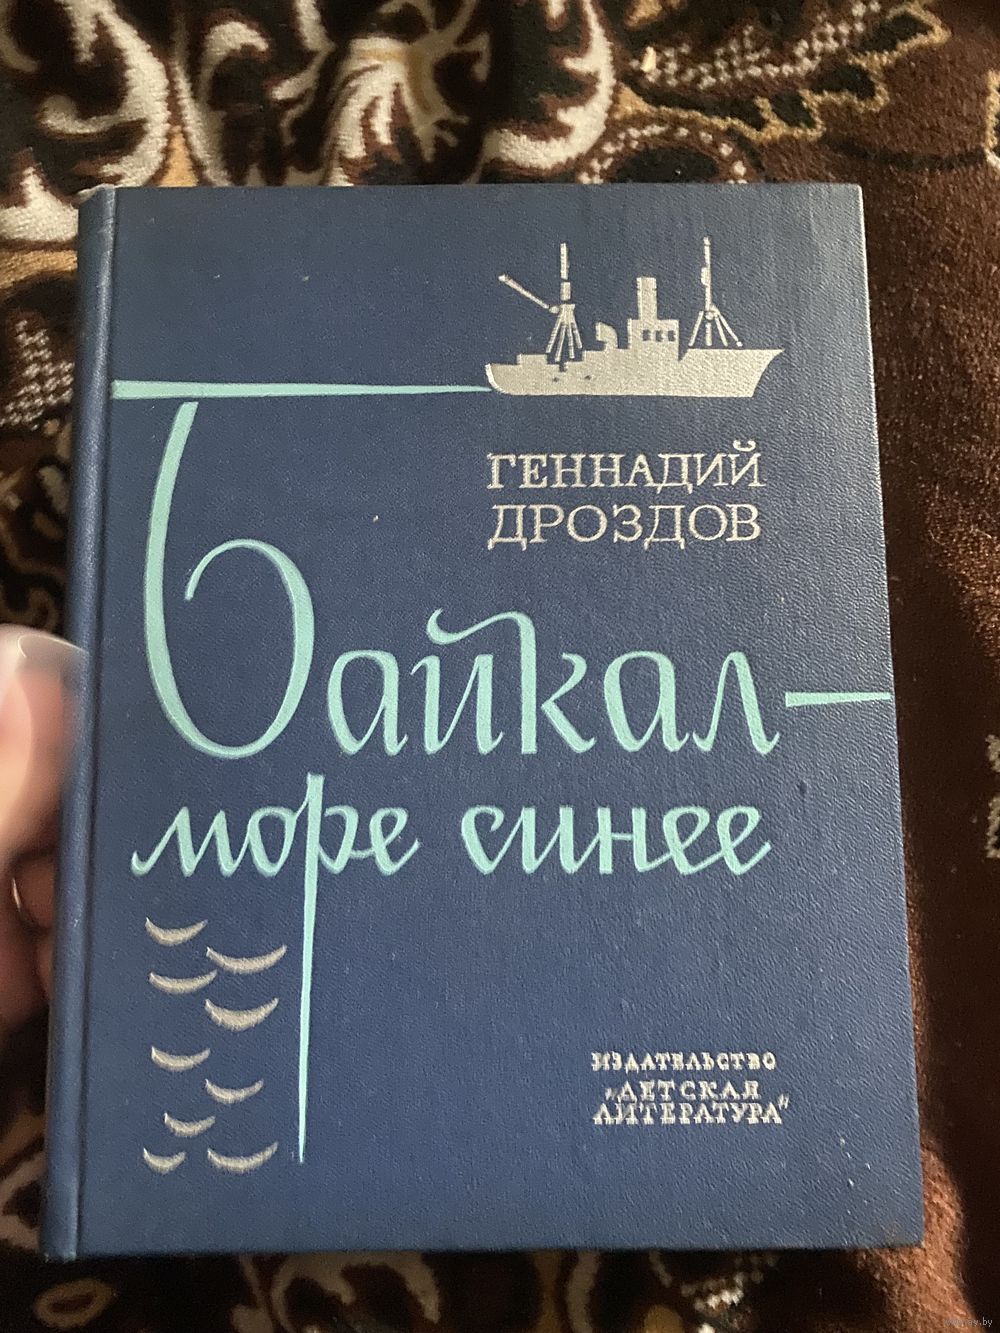 ГЕННАДИЙ
ДРОЗДОВ
Байкал—
море синее
ИЗДАТЕЛЬСТВО
„ДЕТСКАЯ
ЛИТЕРАТУРА"